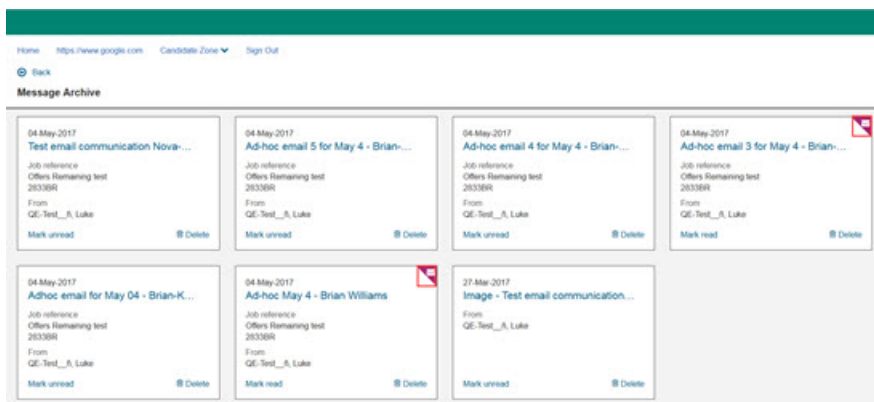 Home https://www.google.com Candidate Zone Sign Out
Back
Message Archive
04-May-2017
Test email communication Nova-...
Job reference
Offers Remaining test
2833BR
From
QE-Test__fi, Luke
Mark unread Delete
04-May-2017
Ad-hoc email 5 for May 4 - Brian-...
Job reference
Offers Remaining test
2833BR
From
QE-Test__fi, Luke
Mark unread Delete
04-May-2017
Ad-hoc email 4 for May 4 - Brian-...
Job reference
Offers Remaining test
2833BR
From
QE-Test__fi, Luke
Mark unread Delete
04-May-2017
Ad-hoc email 3 for May 4 - Brian-...
Job reference
Offers Remaining test
2833BR
From
QE-Test__fi, Luke
Mark read Delete
04-May-2017
Adhoc email for May 04 - Brian-K...
Job reference
Offers Remaining test
2833BR
From
QE-Test__fi, Luke
Mark unread Delete
04-May-2017
Ad-hoc May 4 - Brian Williams
Job reference
Offers Remaining test
2833BR
From
QE-Test__fi, Luke
Mark read Delete
27-Mar-2017
Image - Test email communication...
From
QE-Test__fi, Luke
Mark unread Delete